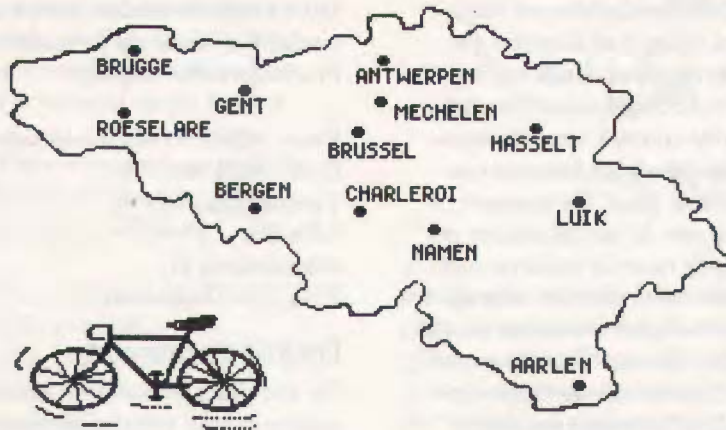 BRUGGE
ANTWERPEN
GENT
MECHELEN
ROESELARE
BRUSSEL
HASSELT
BERGEN
CHARLEROI
LUIK
NAMEN
AARLEN